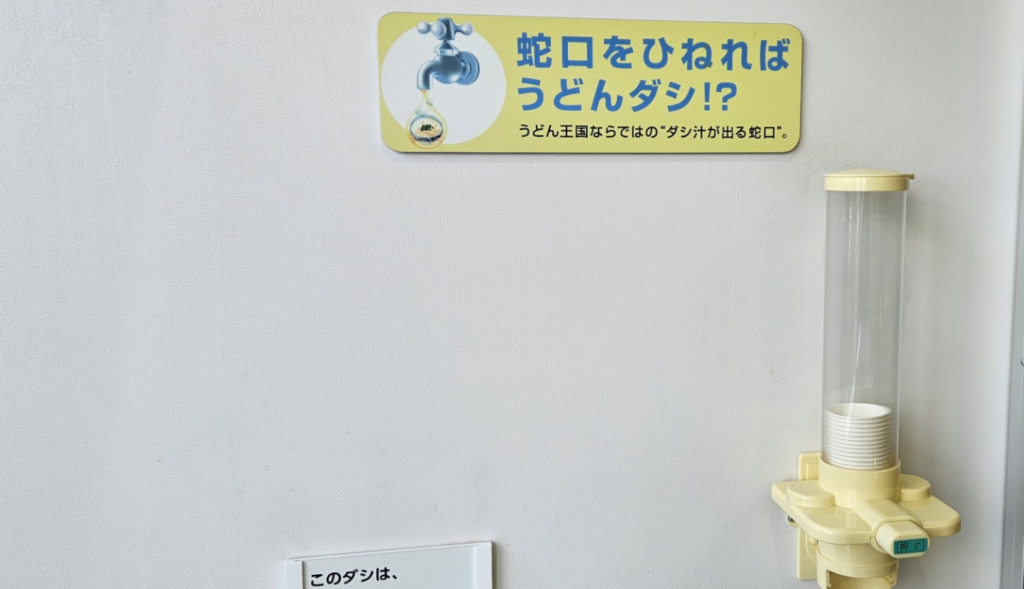 蛇口をひねれば
うどんダシ!?
うどん王国ならではの“ダシ汁が出る蛇口”。
このダシは、